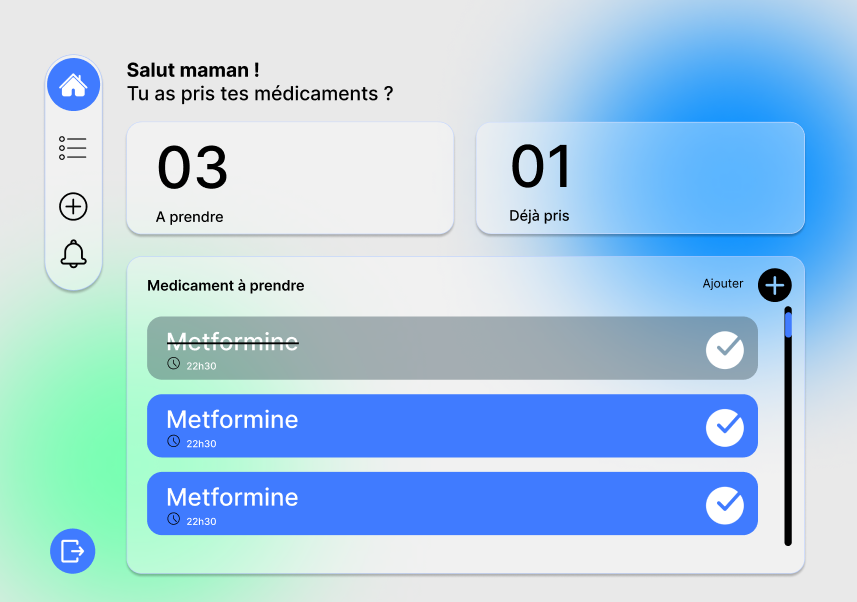 Salut maman !
Tu as pris tes médicaments ?
03
A prendre
01
Déjà pris
Medicament à prendre
Ajouter
Metformine
22h30
Metformine
22h30
Metformine
22h30